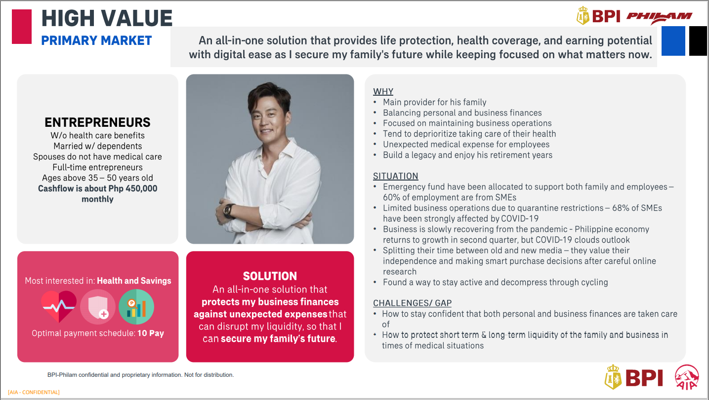 HIGH VALUE
PRIMARY MARKET
BPI PHILAM
An all-in-one solution that provides life protection, health coverage, and earning potential
with digital ease as I secure my family's future while keeping focused on what matters now.
ENTREPRENEURS
W/o health care benefits
Married w/ dependents
Spouses do not have medical care
Full-time entrepreneurs
Ages above 35 – 50 years old
Cashflow is about Php 450,000
monthly
Most interested in: Health and Savings
Optimal payment schedule: 10 Pay
SOLUTION
An all-in-one solution that
protects my business finances
against unexpected expenses that
can disrupt my liquidity, so that I
can secure my family's future.
WHY
• Main provider for his family
• Balancing personal and business finances
• Focused on maintaining business operations
• Tend to deprioritize taking care of their health
• Unexpected medical expense for employees
• Build a legacy and enjoy his retirement years
SITUATION
• Emergency fund have been allocated to support both family and employees –
60% of employment are from SMEs
• Limited business operations due to quarantine restrictions – 68% of SMEs
have been strongly affected by COVID-19
• Business is slowly recovering from the pandemic - Philippine economy
returns to growth in second quarter, but COVID-19 clouds outlook
• Splitting their time between old and new media – they value their
independence and making smart purchase decisions after careful online
research
• Found a way to stay active and decompress through cycling
CHALLENGES/ GAP
• How to stay confident that both personal and business finances are taken care
of
• How to protect short term & long-term liquidity of the family and business in
times of medical situations
BPI-Philam confidential and proprietary information. Not for distribution.
[AIA - CONFIDENTIAL]
BPI AIA